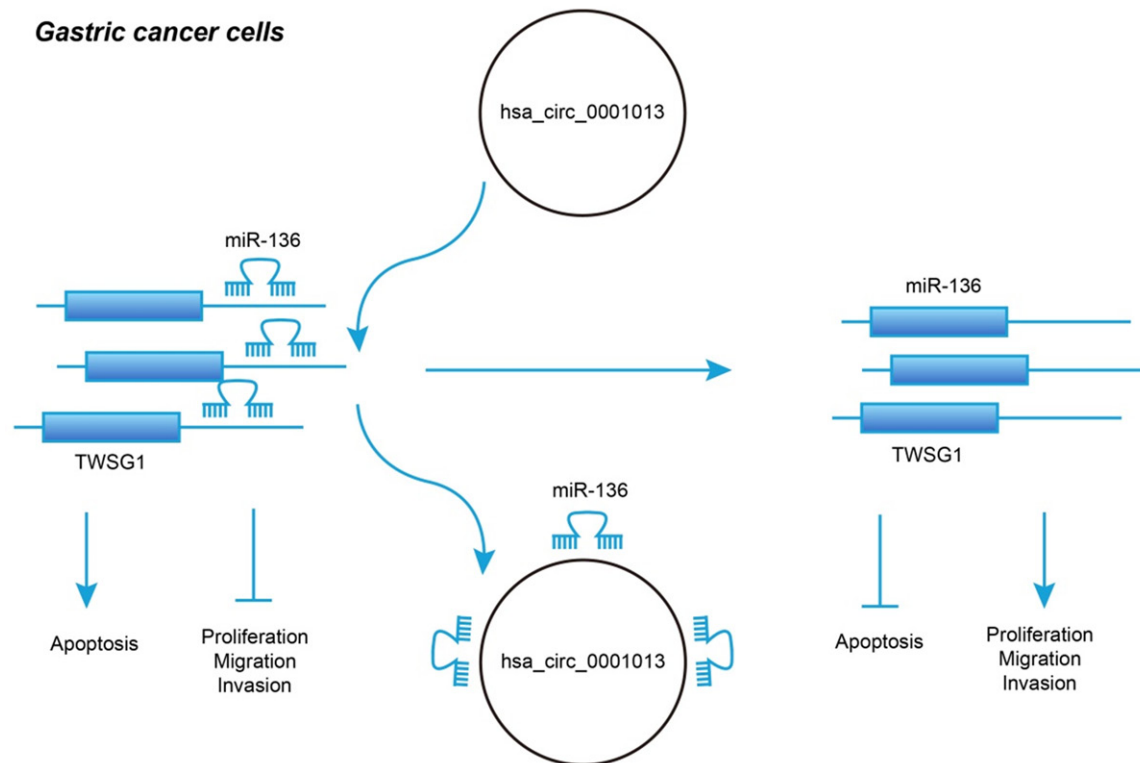 Gastric cancer cells
hsa_circ_0001013
miR-136
TWSG1
Apoptosis
Proliferation
Migration
Invasion
miR-136
hsa_circ_0001013
miR-136
TWSG1
Apoptosis
Proliferation
Migration
Invasion